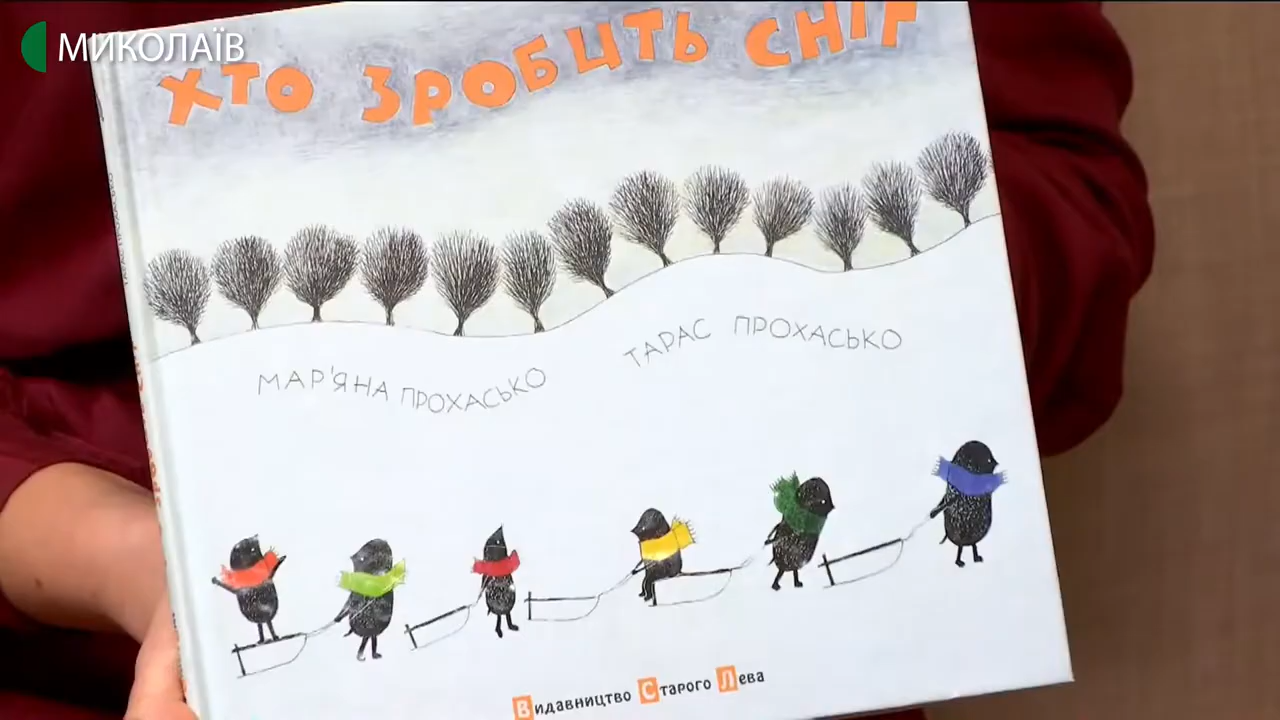 МИКОЛАЇВ
ХТО ЗРОБИТЬ СНІГ
МАР'ЯНА ПРОХАСЬКО
ТАРАС ПРОХАСЬКО
Видавництво Старого Лева